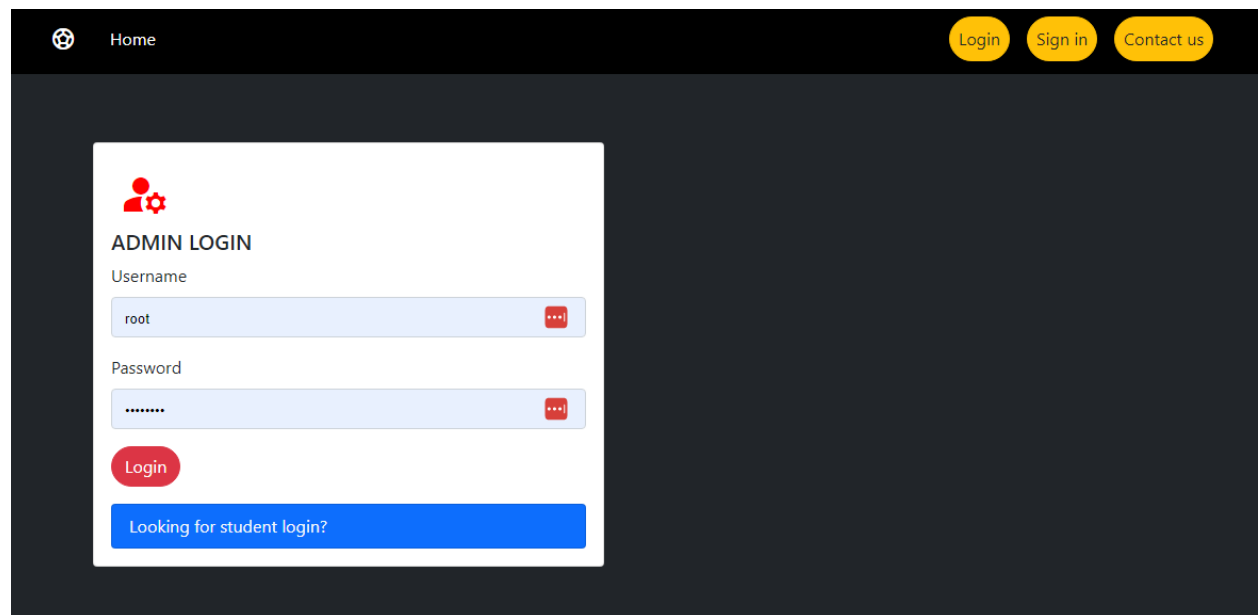 Home Login Sign in Contact us
ADMIN LOGIN
Username
root
Password
••••••••
Login
Looking for student login?